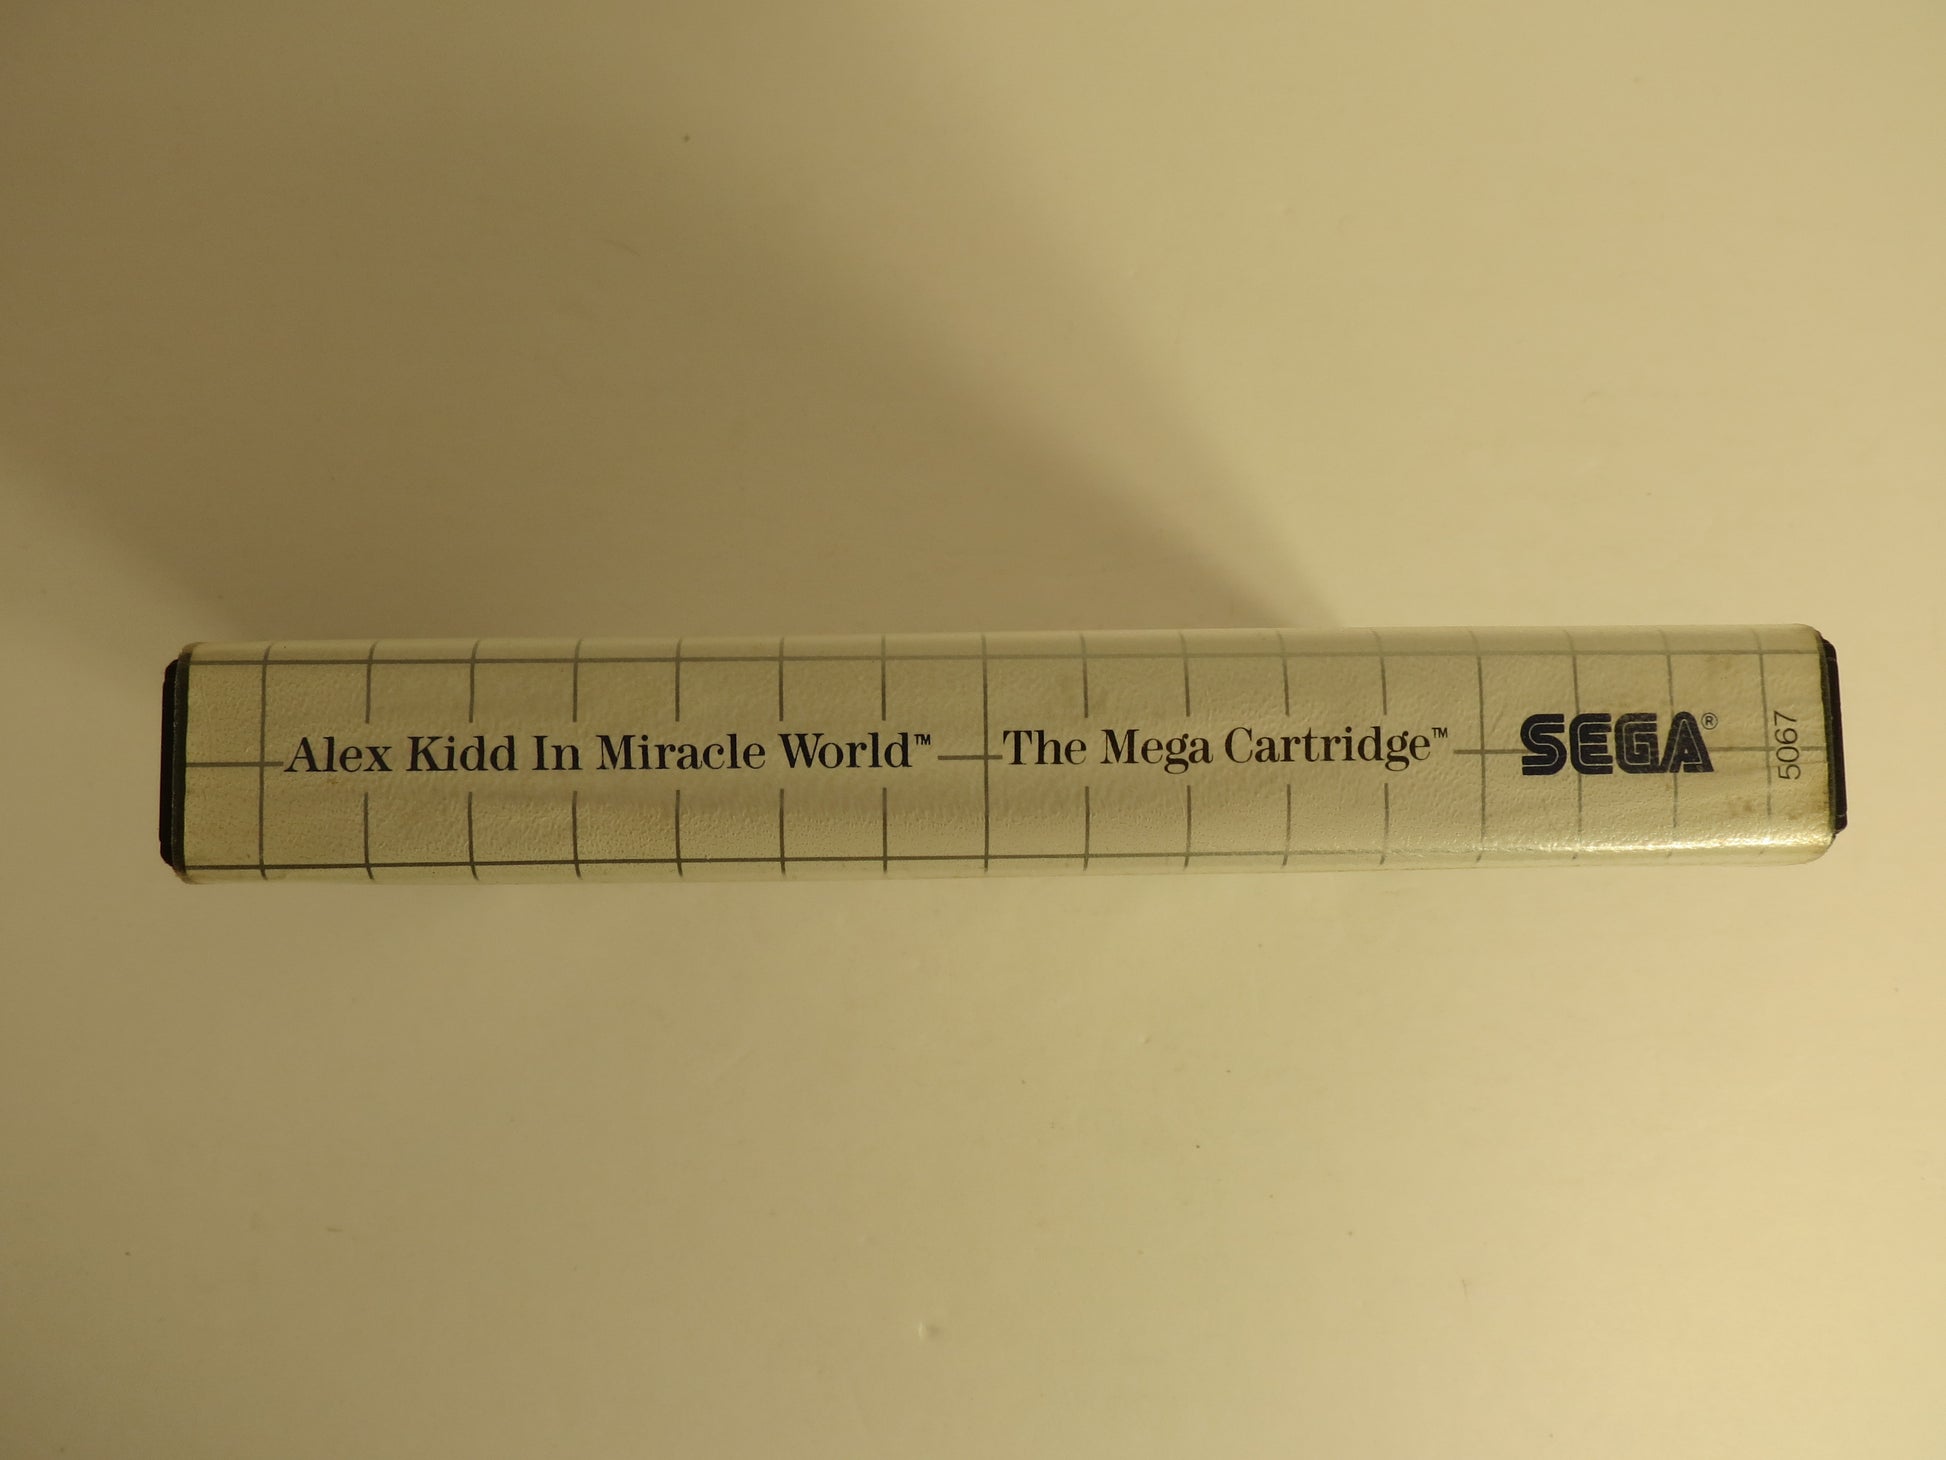 Alex Kidd In Miracle World™ The Mega Cartridge™ SEGA®
5067